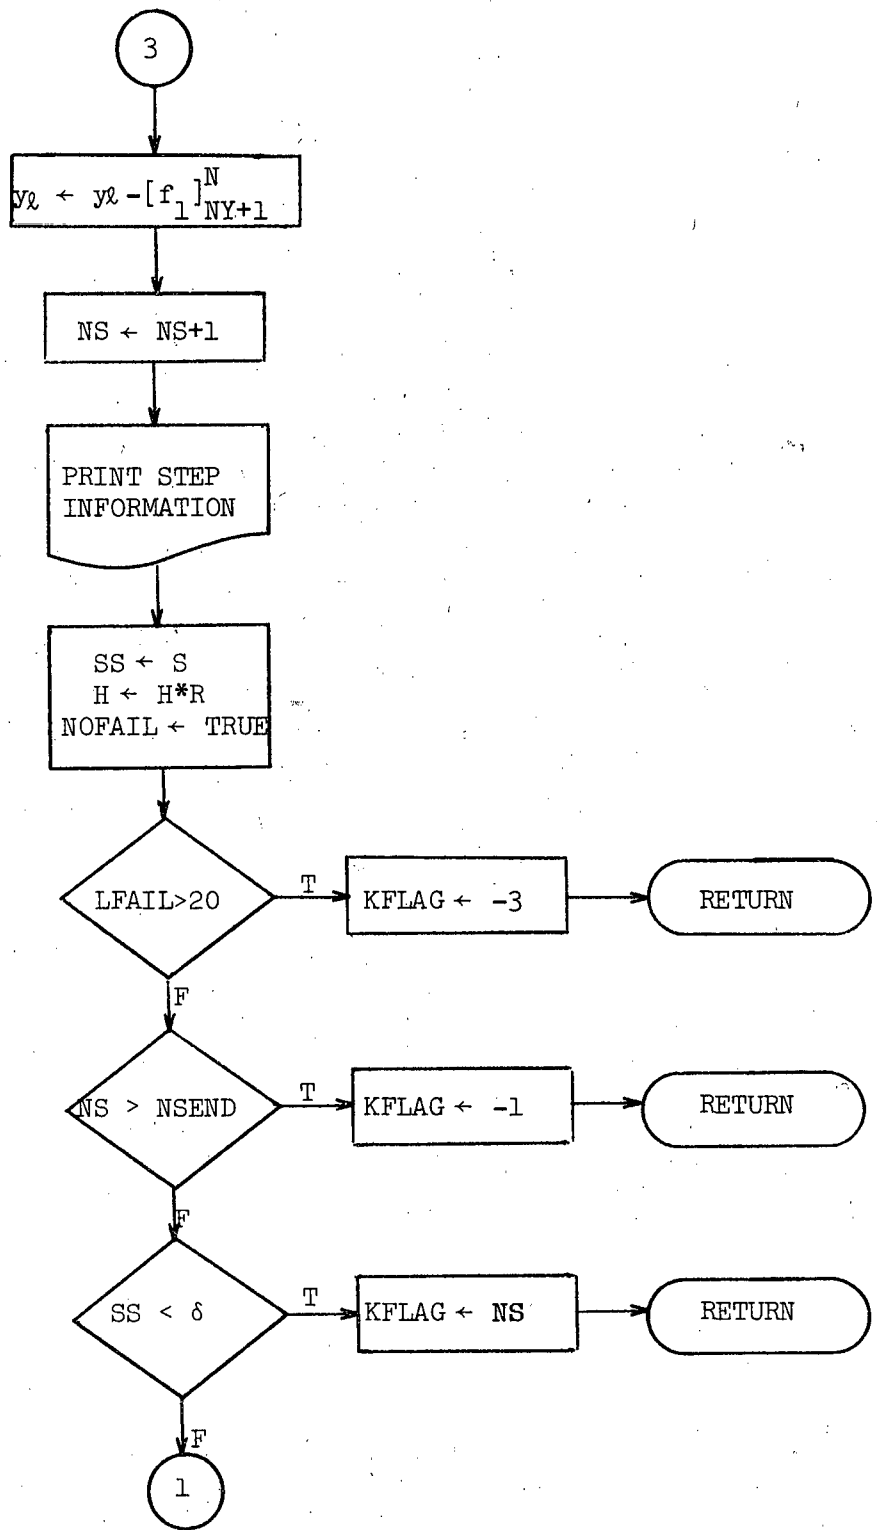 3
yℓ ← yℓ-[f₁]ᴺ_NY+1
NS ← NS+1
PRINT STEP
INFORMATION
SS ← S
H ← H*R
NOFAIL ← TRUE
LFAIL>20
T
KFLAG ← -3
RETURN
F
NS > NSEND
T
KFLAG ← -1
RETURN
F
SS < δ
T
KFLAG ← NS
RETURN
F
1